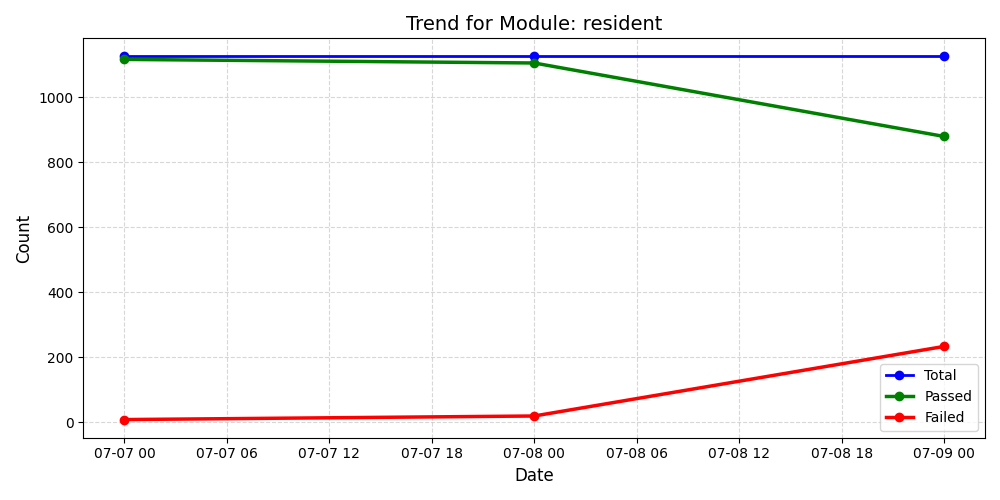 Trend for Module: resident
Count
1000
800
600
400
200
0
Total
Passed
Failed
07-07 00
07-07 06
07-07 12
07-07 18
07-08 00
07-08 06
07-08 12
07-08 18
07-09 00
Date